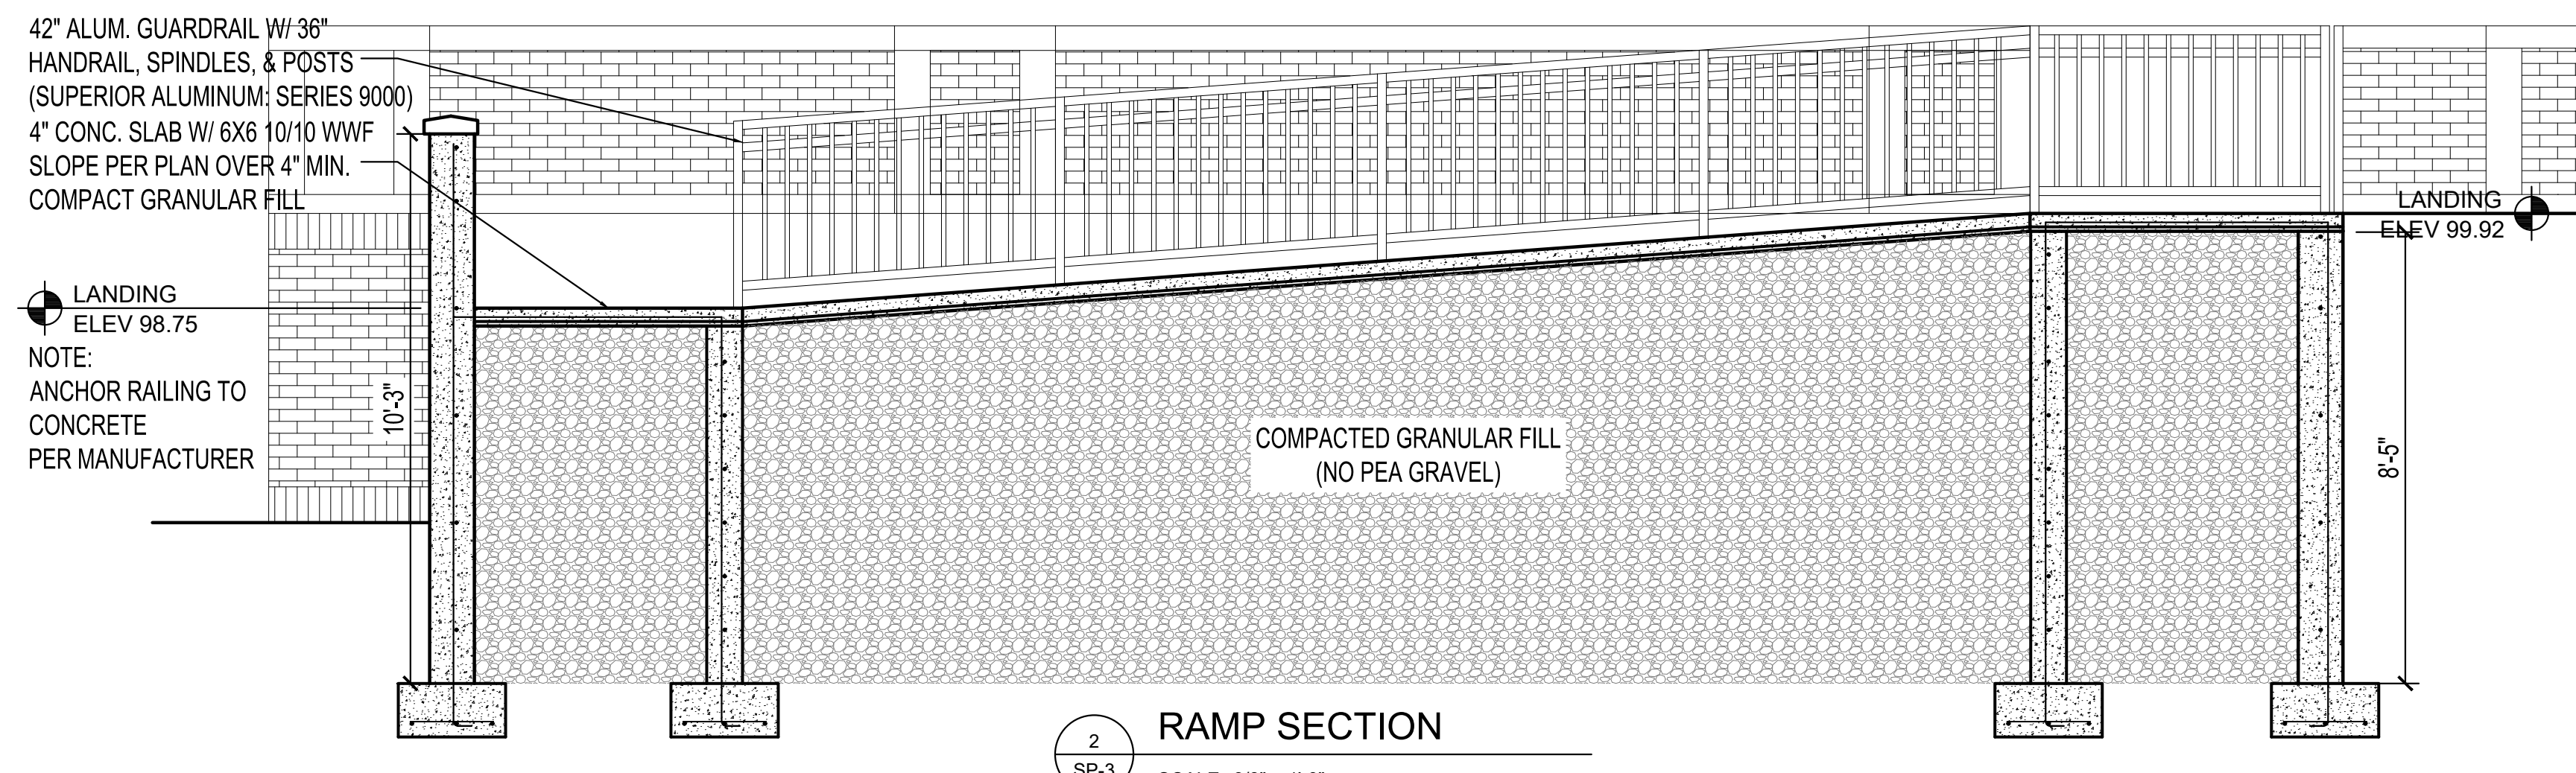 42" ALUM. GUARDRAIL W/ 36"
HANDRAIL, SPINDLES, & POSTS
(SUPERIOR ALUMINUM: SERIES 9000)
4" CONC. SLAB W/ 6X6 10/10 WWF
SLOPE PER PLAN OVER 4" MIN.
COMPACT GRANULAR FILL
LANDING
ELEV 98.75
NOTE:
ANCHOR RAILING TO
CONCRETE
PER MANUFACTURER
10'-3"
COMPACTED GRANULAR FILL
(NO PEA GRAVEL)
LANDING
ELEV 99.92
8'-5"
2
SP-3
RAMP SECTION